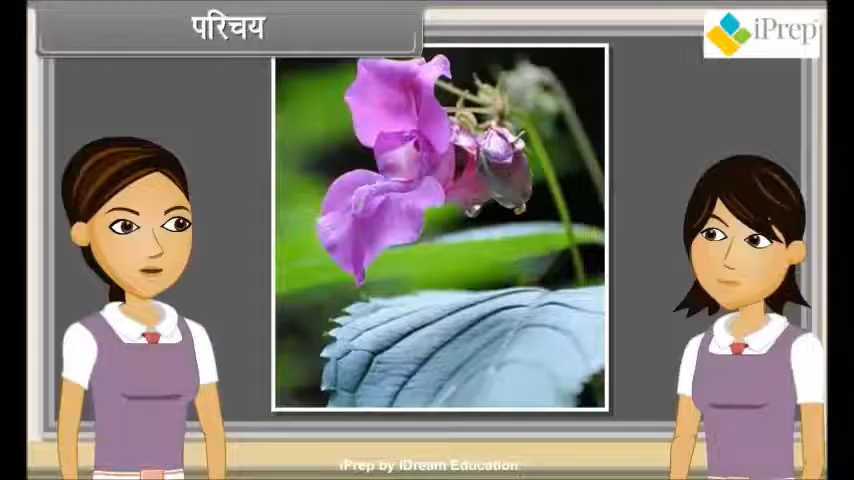 परिचय
iPrep
iPrep by iDream Education